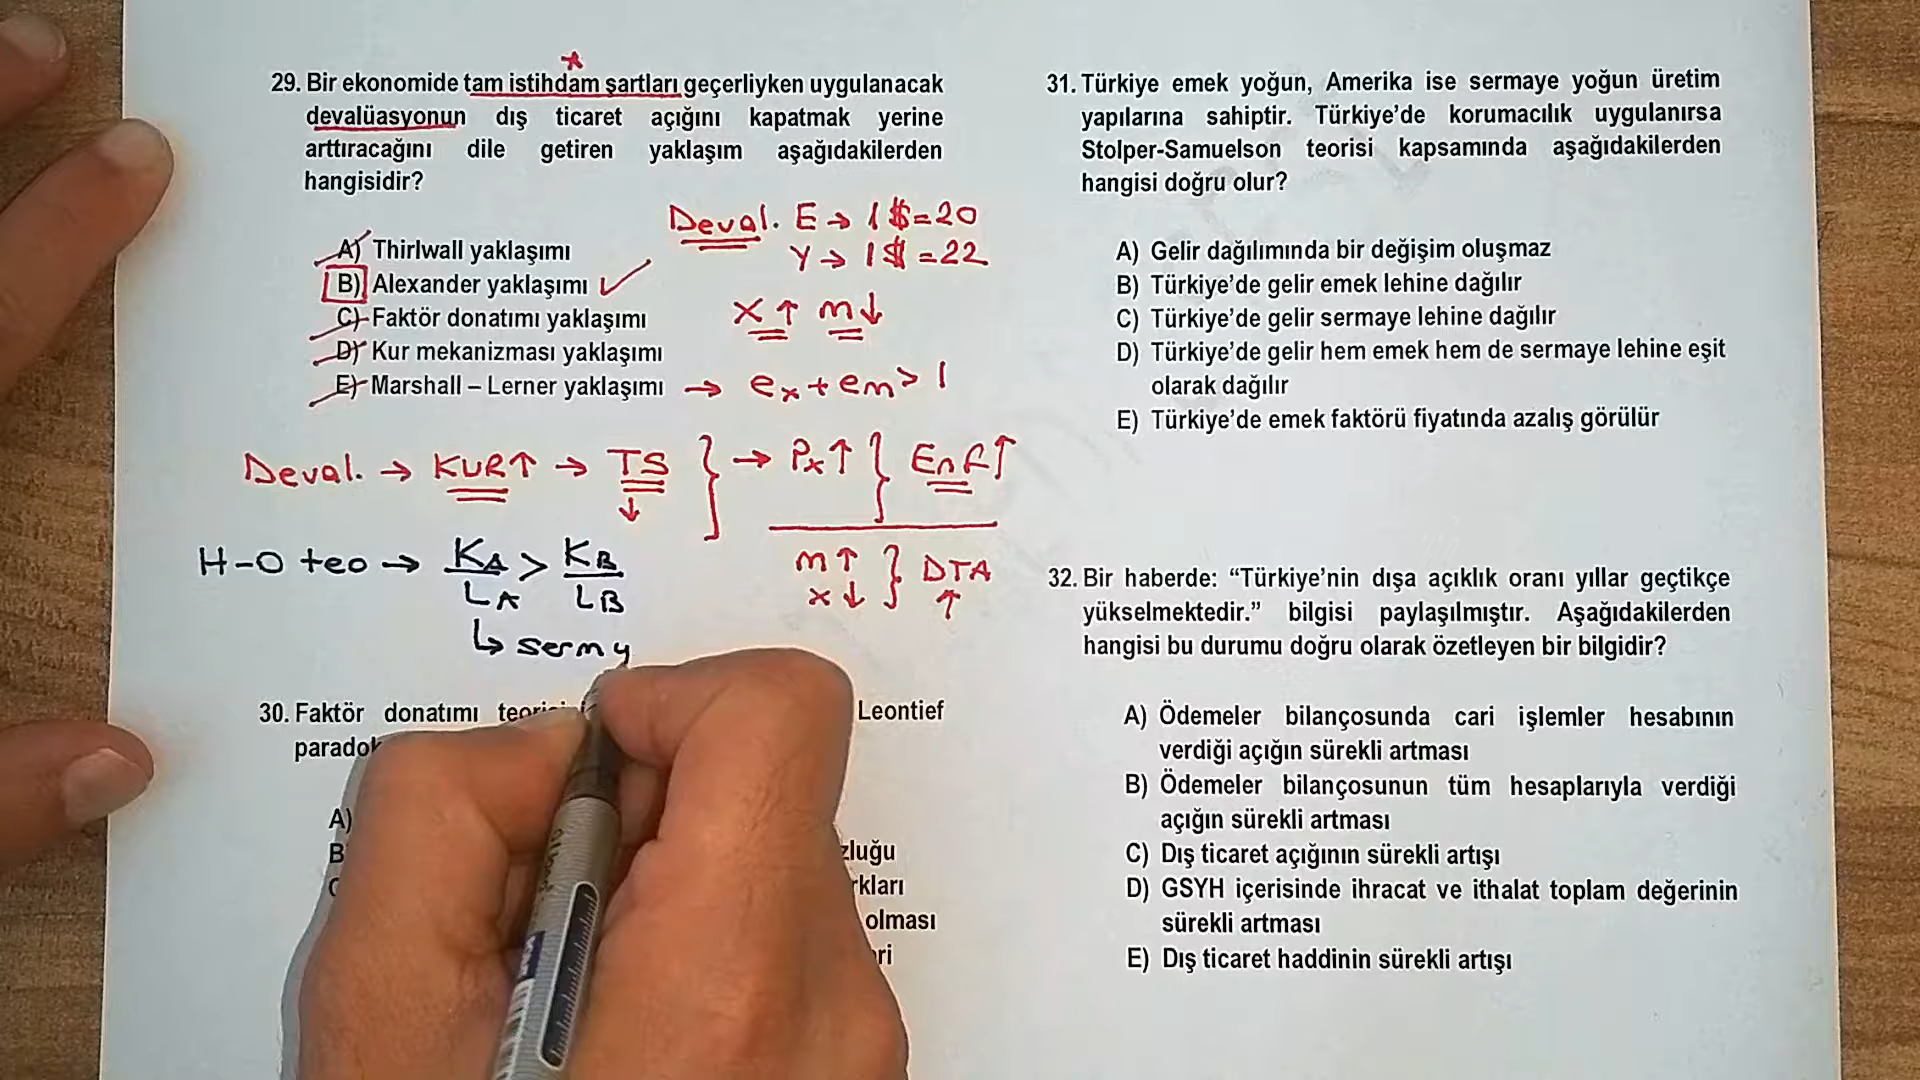 29. Bir ekonomide tam istihdam şartları geçerliyken uygulanacak
devalüasyonun dış ticaret açığını kapatmak yerine
arttıracağını dile getiren yaklaşım aşağıdakilerden
hangisidir?
Deval. E → 1$=20
Y → 1$=22
A) Thirlwall yaklaşımı
B) Alexander yaklaşımı ✓
C) Faktör donatımı yaklaşımı
x↑ m↓
D) Kur mekanizması yaklaşımı
E) Marshall – Lerner yaklaşımı → ex+em>1
Deval. → KUR↑ → TS↓ } → Px↑ } Enf↑
m↑ x↓ } DTA↑
H-O teo → KA/LA > KB/LB
↳ sermy
30. Faktör donatımı Leontief
A)
zluğu
rkları
olması
ri
31. Türkiye emek yoğun, Amerika ise sermaye yoğun üretim
yapılarına sahiptir. Türkiye’de korumacılık uygulanırsa
Stolper-Samuelson teorisi kapsamında aşağıdakilerden
hangisi doğru olur?
A) Gelir dağılımında bir değişim oluşmaz
B) Türkiye’de gelir emek lehine dağılır
C) Türkiye’de gelir sermaye lehine dağılır
D) Türkiye’de gelir hem emek hem de sermaye lehine eşit
olarak dağılır
E) Türkiye’de emek faktörü fiyatında azalış görülür
32. Bir haberde: “Türkiye’nin dışa açıklık oranı yıllar geçtikçe
yükselmektedir.” bilgisi paylaşılmıştır. Aşağıdakilerden
hangisi bu durumu doğru olarak özetleyen bir bilgidir?
A) Ödemeler bilançosunda cari işlemler hesabının
verdiği açığın sürekli artması
B) Ödemeler bilançosunun tüm hesaplarıyla verdiği
açığın sürekli artması
C) Dış ticaret açığının sürekli artışı
D) GSYH içerisinde ihracat ve ithalat toplam değerinin
sürekli artması
E) Dış ticaret haddinin sürekli artışı